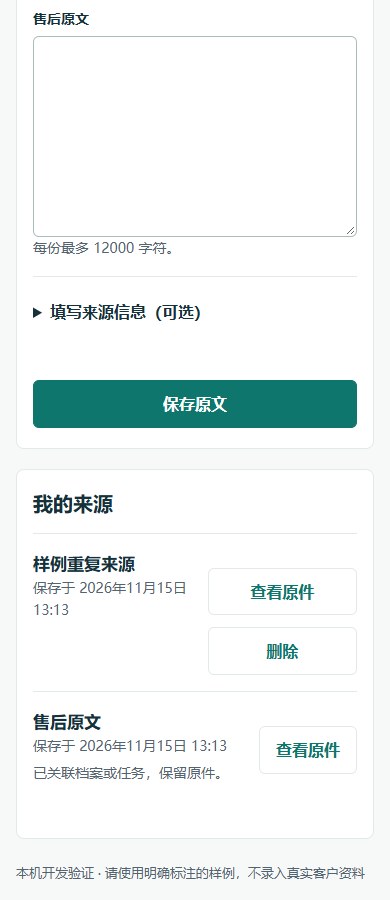 售后原文
每份最多 12000 字符。
▶ 填写来源信息（可选）
保存原文
我的来源
样例重复来源
保存于 2026年11月15日
13:13
查看原件
删除
售后原文
保存于 2026年11月15日 13:13
已关联档案或任务，保留原件。
查看原件
本机开发验证 · 请使用明确标注的样例，不录入真实客户资料